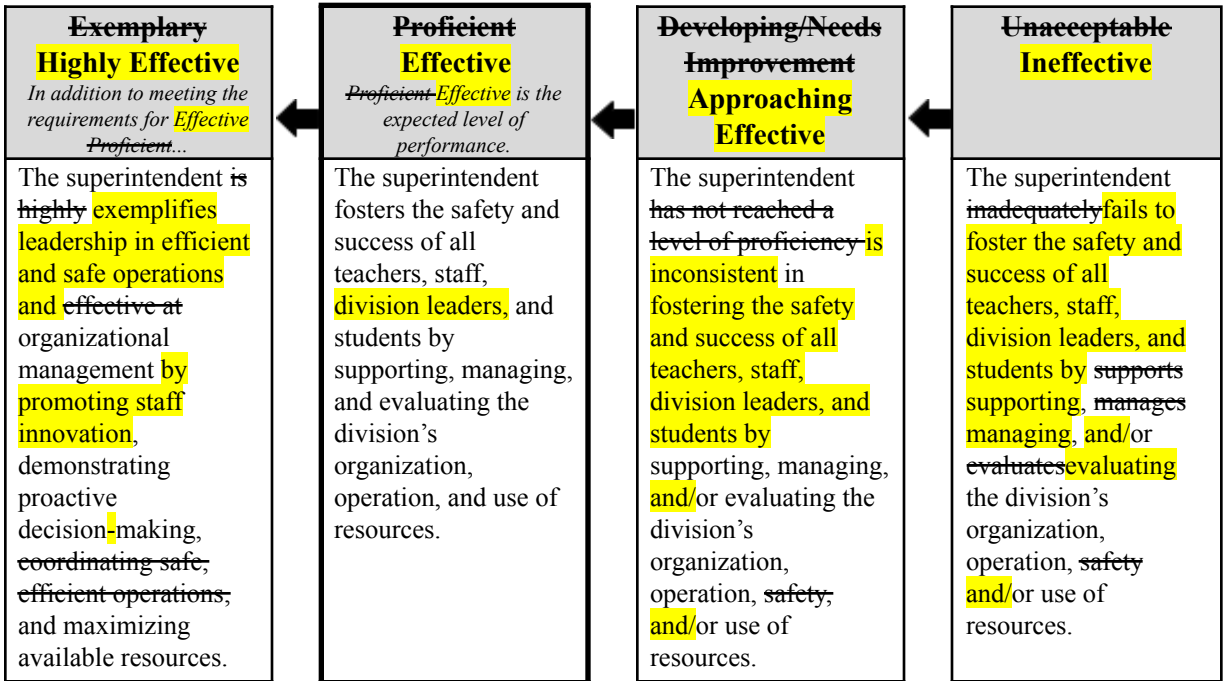 Exemplary
Highly Effective
In addition to meeting the
requirements for Effective
Proficient...
The superintendent is
highly exemplifies
leadership in efficient
and safe operations
and effective at
organizational
management by
promoting staff
innovation,
demonstrating
proactive
decision-making,
coordinating safe,
efficient operations,
and maximizing
available resources.
Proficient
Effective
Proficient Effective is the
expected level of
performance.
The superintendent
fosters the safety and
success of all
teachers, staff,
division leaders, and
students by
supporting, managing,
and evaluating the
division’s
organization,
operation, and use of
resources.
Developing/Needs
Improvement
Approaching
Effective
The superintendent
has not reached a
level of proficiency is
inconsistent in
fostering the safety
and success of all
teachers, staff,
division leaders, and
students by
supporting, managing,
and/or evaluating the
division’s
organization,
operation, safety,
and/or use of
resources.
Unacceptable
Ineffective
The superintendent
inadequatelyfails to
foster the safety and
success of all
teachers, staff,
division leaders, and
students by supports
supporting, manages
managing, and/or
evaluatesevaluating
the division’s
organization,
operation, safety
and/or use of
resources.